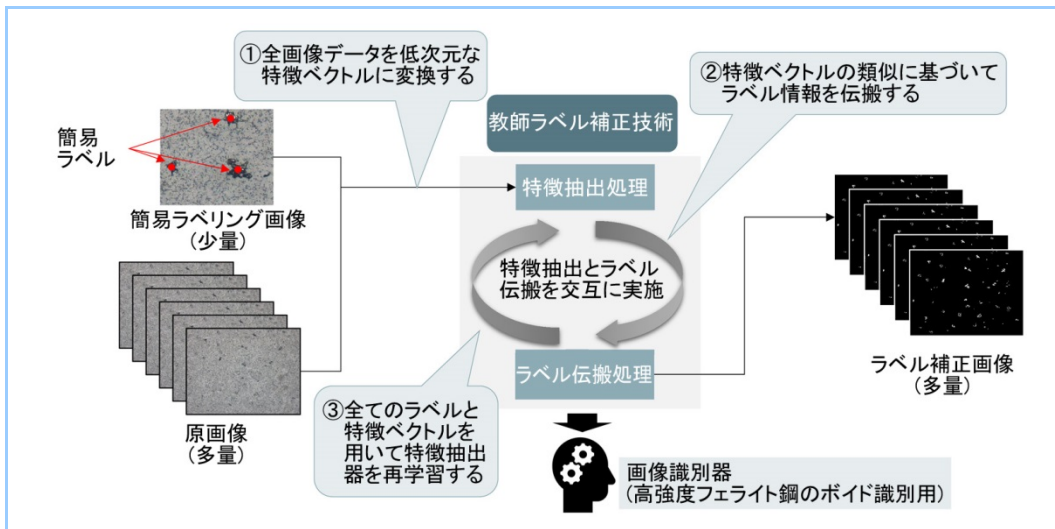 ①全画像データを低次元な
特徴ベクトルに変換する
②特徴ベクトルの類似に基づいて
ラベル情報を伝搬する
教師ラベル補正技術
簡易
ラベル
特徴抽出処理
簡易ラベリング画像
(少量)
特徴抽出とラベル
伝搬を交互に実施
ラベル伝搬処理
ラベル補正画像
(多量)
③全てのラベルと
特徴ベクトルを
用いて特徴抽出
器を再学習する
原画像
(多量)
画像識別器
(高強度フェライト鋼のボイド識別用)